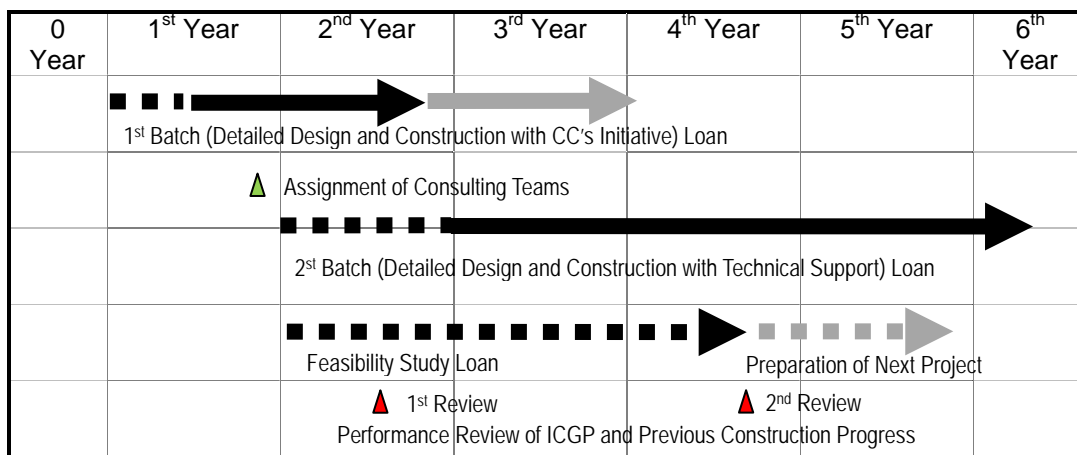 0 Year
1st Year
2nd Year
3rd Year
4th Year
5th Year
6th Year
1st Batch (Detailed Design and Construction with CC's Initiative) Loan
Assignment of Consulting Teams
2st Batch (Detailed Design and Construction with Technical Support) Loan
Feasibility Study Loan
Preparation of Next Project
1st Review
2nd Review
Performance Review of ICGP and Previous Construction Progress